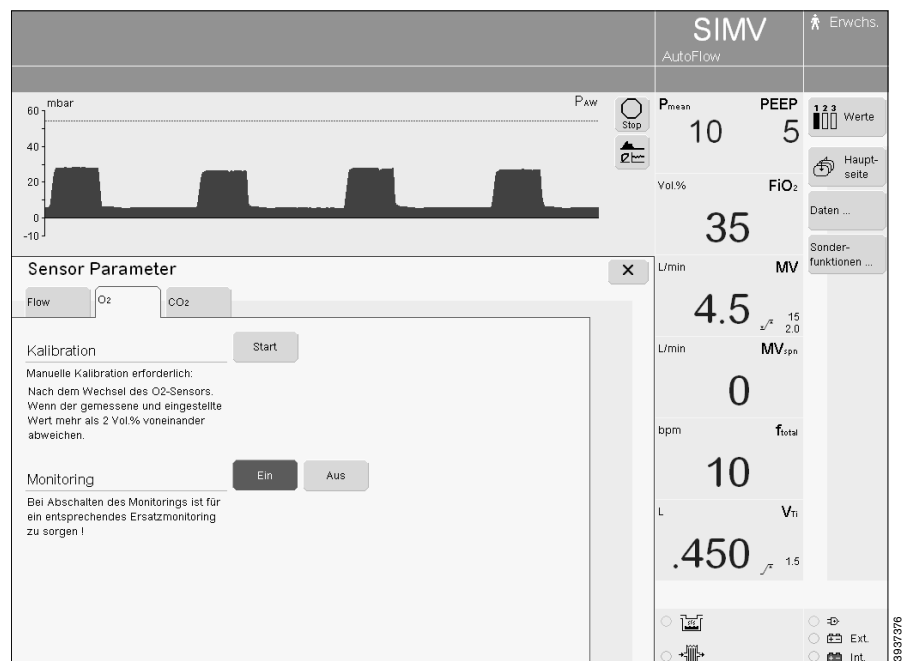 SIMV
AutoFlow
Erwchs.
mbar
PAW
60
40
20
0
-10
Stop
Pmean PEEP
10 5
Vol.% FiO2
35
L/min MV
4.5
15
2.0
L/min MVspn
0
bpm ftotal
10
L VTi
.450
1.5
1 2 3
Werte
Haupt-
seite
Daten ...
Sonder-
funktionen ...
Sensor Parameter
X
Flow
O2
CO2
Kalibration
Start
Manuelle Kalibration erforderlich:
Nach dem Wechsel des O2-Sensors.
Wenn der gemessene und eingestellte
Wert mehr als 2 Vol.% voneinander
abweichen.
Monitoring
Ein
Aus
Bei Abschalten des Monitorings ist für
ein entsprechendes Ersatzmonitoring
zu sorgen !
Ext.
Int.
3937376